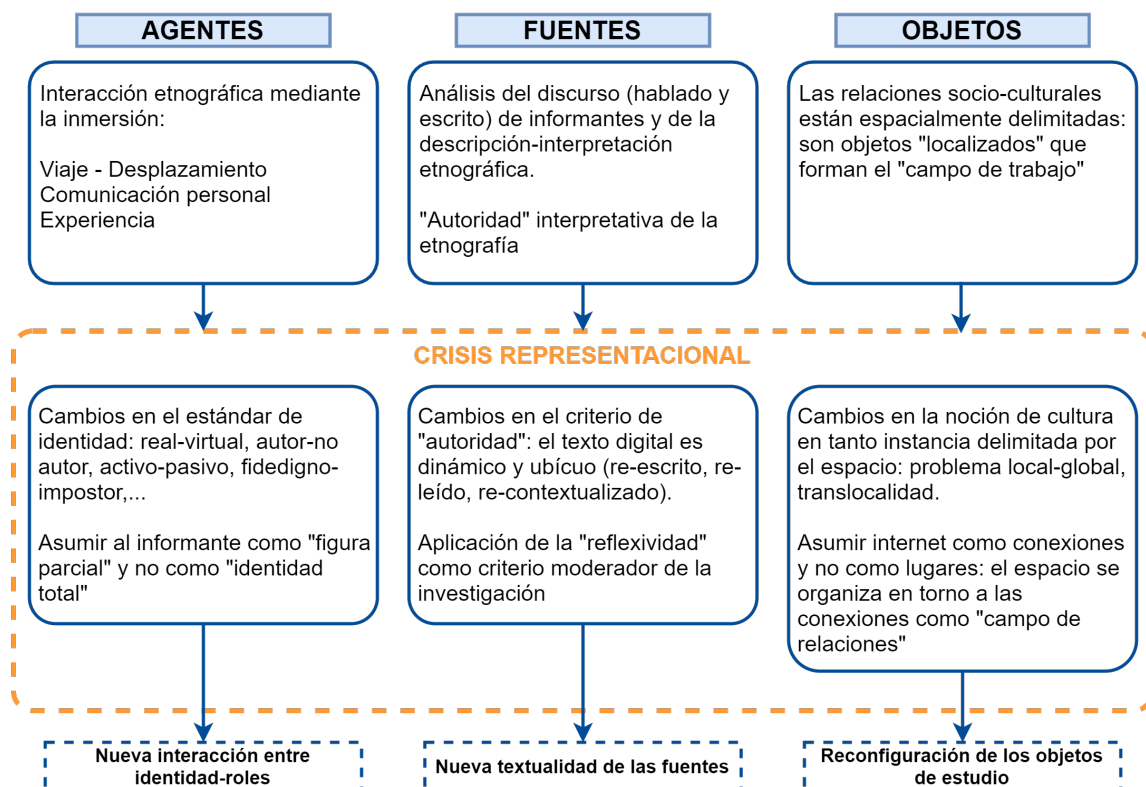 AGENTES
Interacción etnográfica mediante
la inmersión:
Viaje - Desplazamiento
Comunicación personal
Experiencia
FUENTES
Análisis del discurso (hablado y
escrito) de informantes y de la
descripción-interpretación
etnográfica.
"Autoridad" interpretativa de la
etnografía
OBJETOS
Las relaciones socio-culturales
están espacialmente delimitadas:
son objetos "localizados" que
forman el "campo de trabajo"
CRISIS REPRESENTACIONAL
Cambios en el estándar de
identidad: real-virtual, autor-no
autor, activo-pasivo, fidedigno-
impostor,...
Asumir al informante como "figura
parcial" y no como "identidad
total"
Cambios en el criterio de
"autoridad": el texto digital es
dinámico y ubícuo (re-escrito, re-
leído, re-contextualizado).
Aplicación de la "reflexividad"
como criterio moderador de la
investigación
Cambios en la noción de cultura
en tanto instancia delimitada por
el espacio: problema local-global,
translocalidad.
Asumir internet como conexiones
y no como lugares: el espacio se
organiza en torno a las
conexiones como "campo de
relaciones"
Nueva interacción entre
identidad-roles
Nueva textualidad de las fuentes
Reconfiguración de los objetos
de estudio